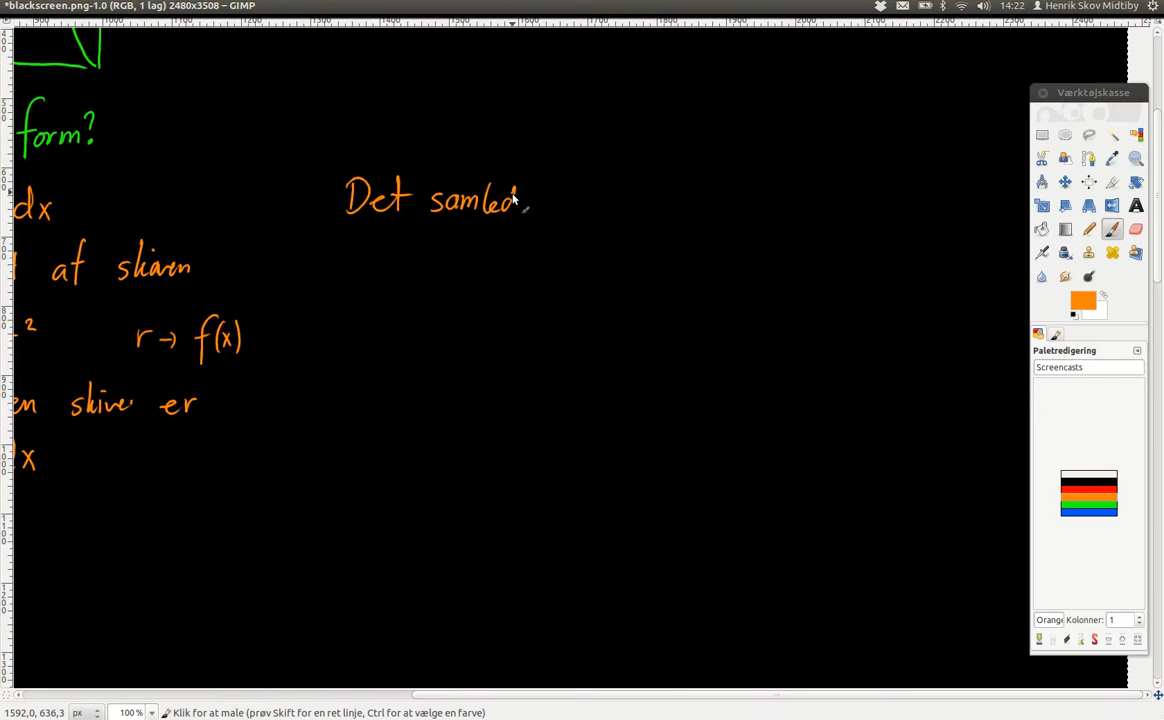 *blackscreen.png-1.0 (RGB, 1 lag) 2480x3508 – GIMP
14:22
Henrik Skov Midtiby
Værktøjskasse
form?
dx
Det samled
af skiven
r → f(x)
2
en skive er
dx
Paletredigering
Screencasts
Orange
Kolonner: 1
1592,0, 636,3 px 100% Klik for at male (prøv Skift for en ret linje, Ctrl for at vælge en farve)